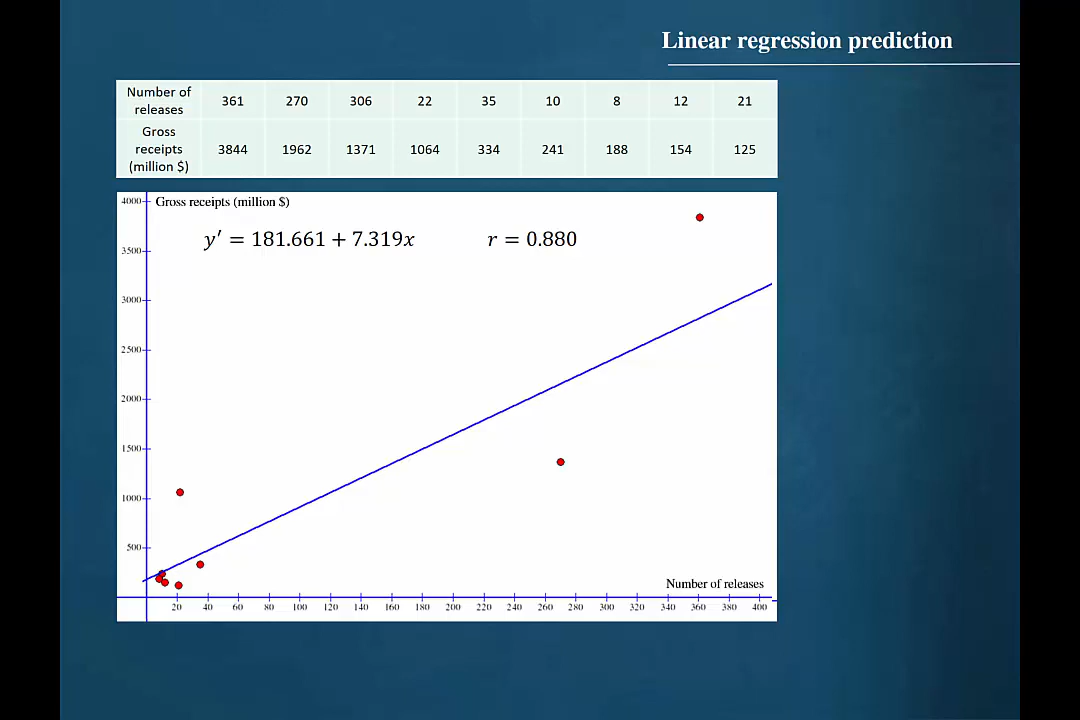 Linear regression prediction
Number of releases 361 270 306 22 35 10 8 12 21
Gross receipts (million $) 3844 1962 1371 1064 334 241 188 154 125
4000 Gross receipts (million $)
y′ = 181.661 + 7.319x r = 0.880
3500
3000
2500
2000
1500
1000
500
Number of releases
20 40 60 80 100 120 140 160 180 200 220 240 260 280 300 320 340 360 380 400